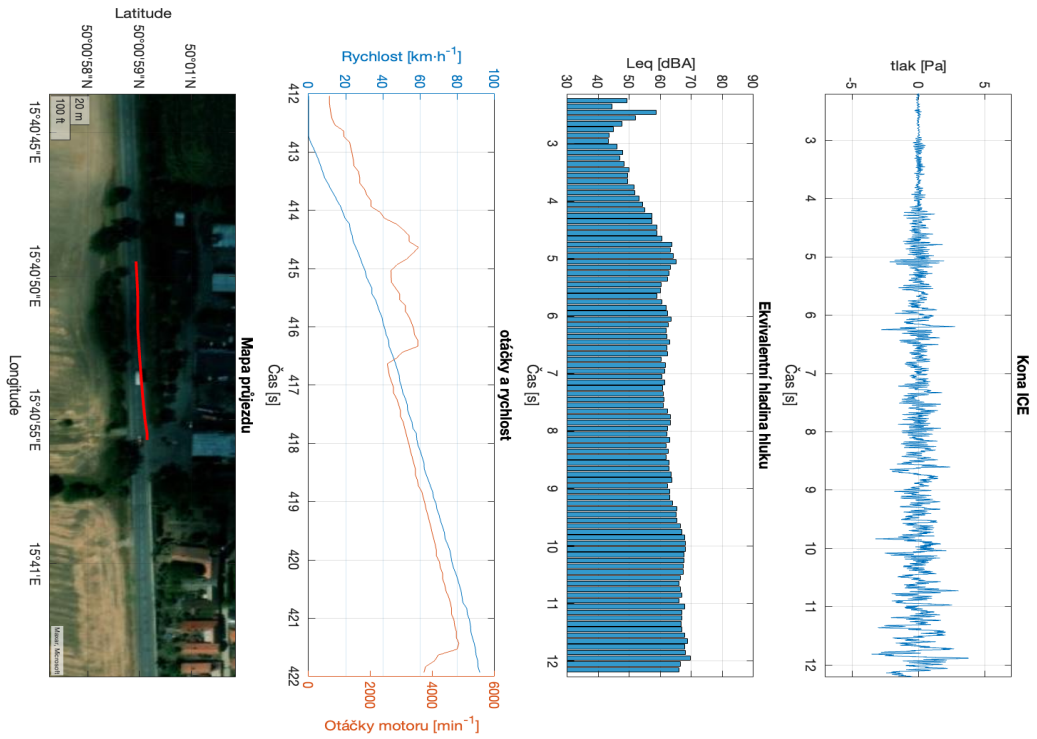 Kona ICE
tlak [Pa]
5
0
-5
3 4 5 6 7 8 9 10 11 12
Čas [s]
Ekvivalentní hladina hluku
Leq [dBA]
90
80
70
60
50
40
30
3 4 5 6 7 8 9 10 11 12
Čas [s]
otáčky a rychlost
Rychlost [km·h-1]
100
80
60
40
20
0
Otáčky motoru [min-1]
6000
4000
2000
0
412 413 414 415 416 417 418 419 420 421 422
Čas [s]
Mapa průjezdu
Latitude
50°01'N
50°00'59"N
50°00'58"N
20 m
100 ft
Maxar, Microsoft
15°40'45"E 15°40'50"E 15°40'55"E 15°41'E
Longitude